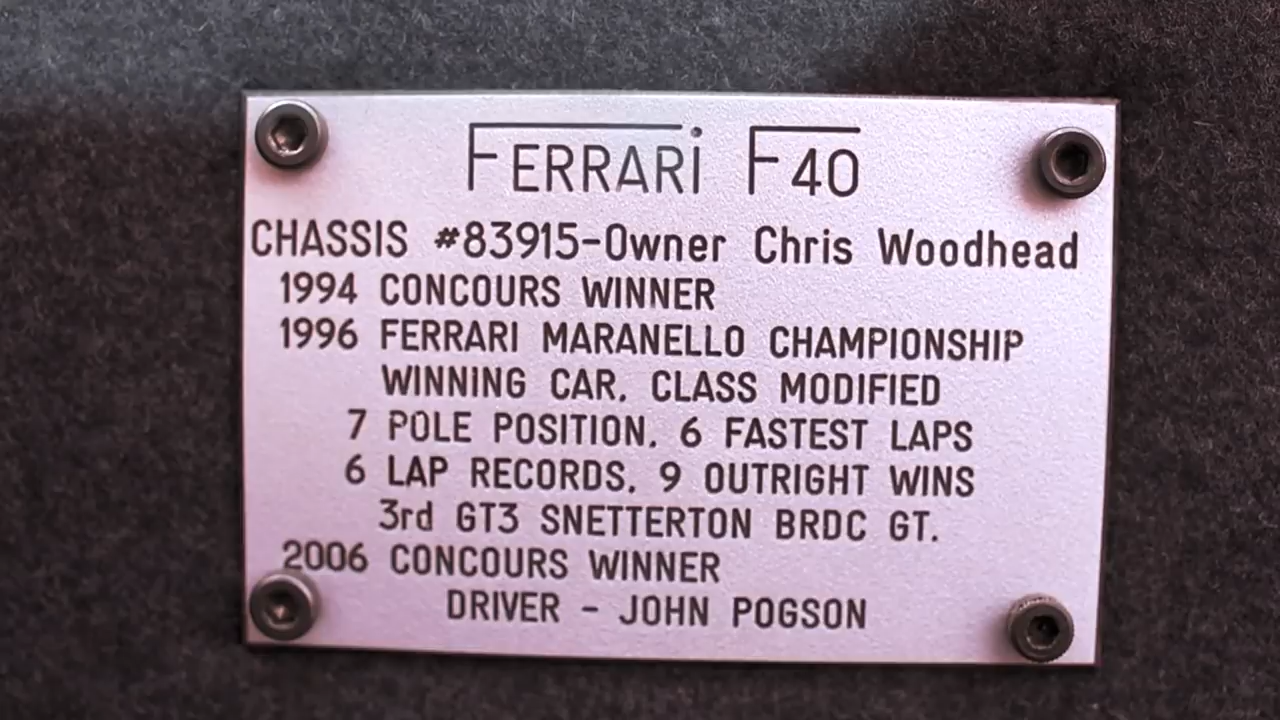 FERRARi F40
CHASSIS #83915-Owner Chris Woodhead
1994 CONCOURS WINNER
1996 FERRARI MARANELLO CHAMPIONSHIP
WINNING CAR. CLASS MODIFIED
7 POLE POSITION. 6 FASTEST LAPS
6 LAP RECORDS. 9 OUTRIGHT WINS
3rd GT3 SNETTERTON BRDC GT.
2006 CONCOURS WINNER
DRIVER - JOHN POGSON